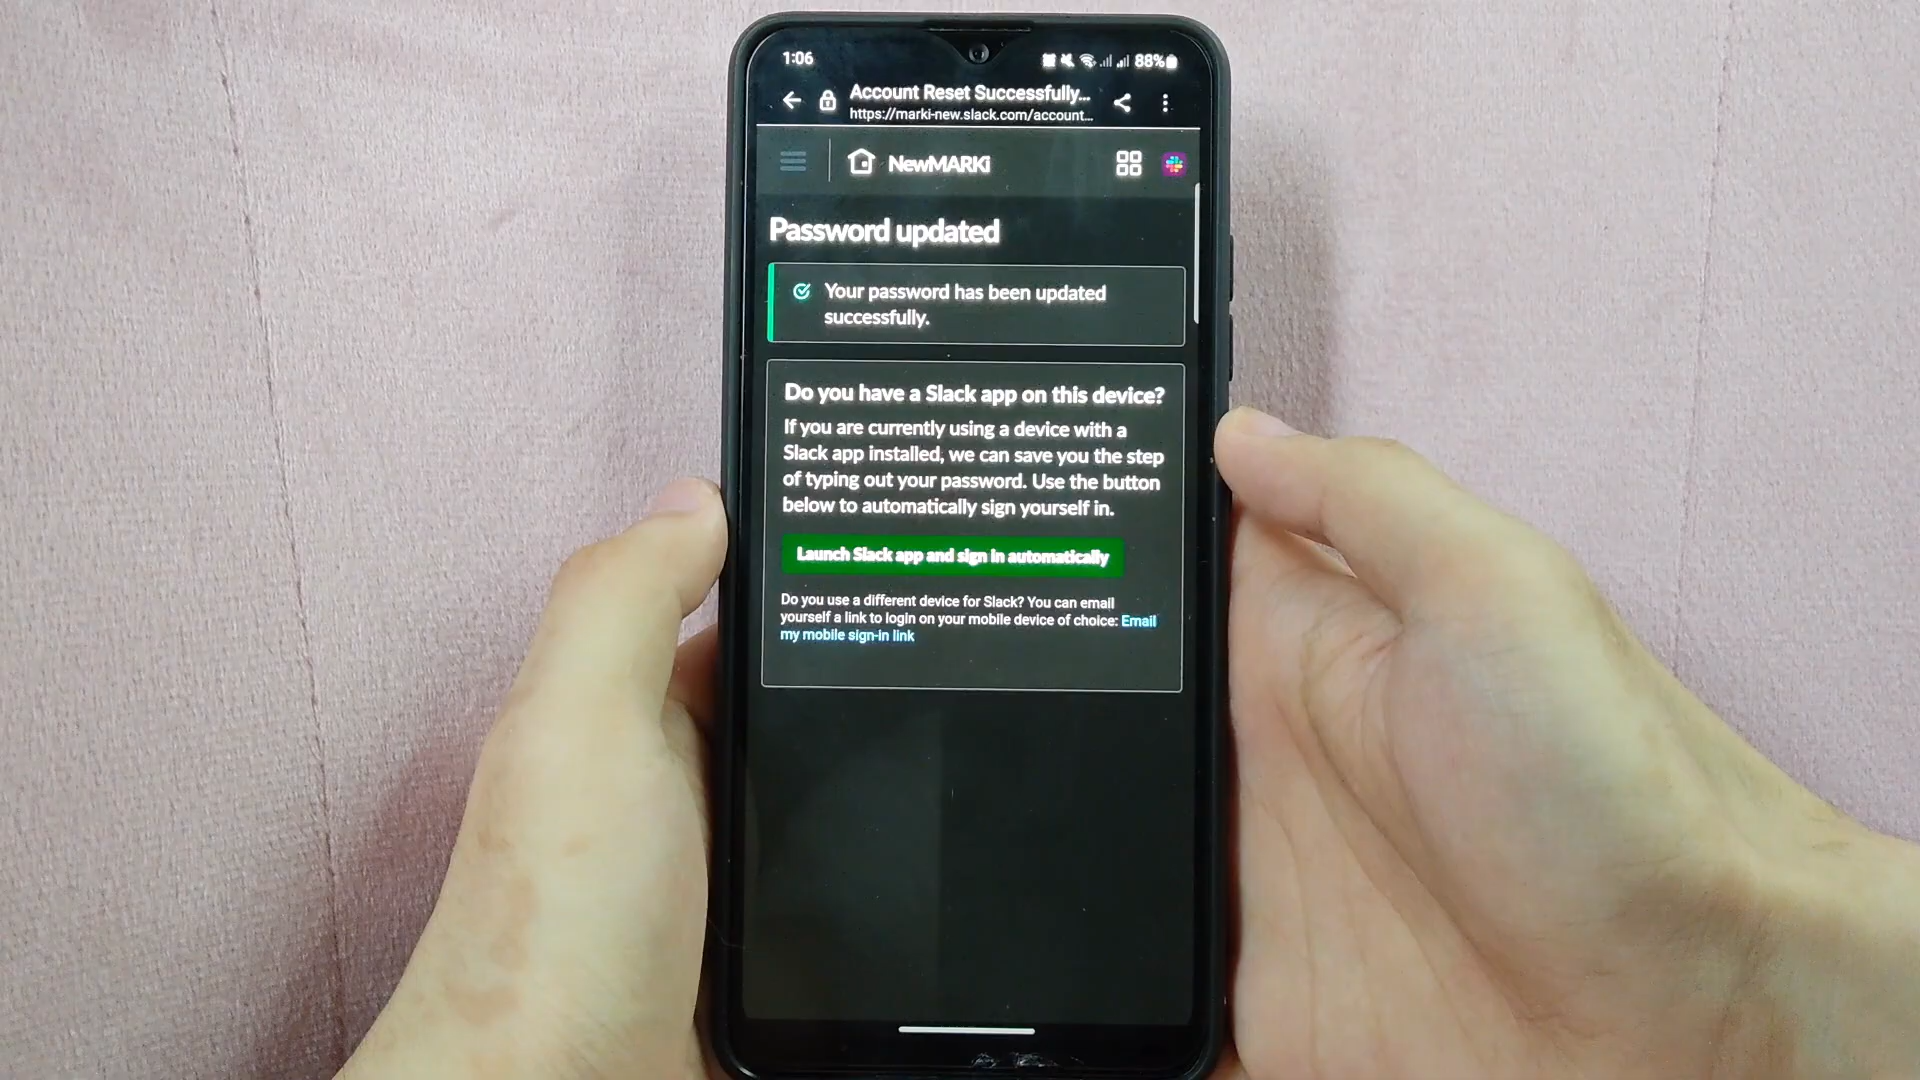 1:06
88%
Account Reset Successfully...
https://marki-new.slack.com/account...
NewMARKi
Password updated
Your password has been updated
successfully.
Do you have a Slack app on this device?
If you are currently using a device with a
Slack app installed, we can save you the step
of typing out your password. Use the button
below to automatically sign yourself in.
Launch Slack app and sign in automatically
Do you use a different device for Slack? You can email
yourself a link to login on your mobile device of choice: Email
my mobile sign-in link